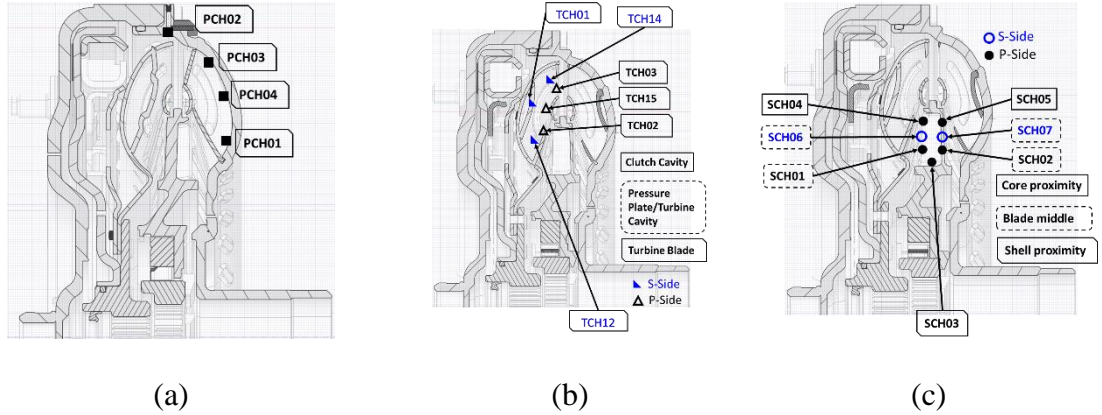 PCH02
PCH03
PCH04
PCH01
TCH01
TCH14
TCH03
TCH15
TCH02
Clutch Cavity
Pressure
Plate/Turbine
Cavity
Turbine Blade
S-Side
P-Side
TCH12
S-Side
P-Side
SCH04
SCH05
SCH06
SCH07
SCH01
SCH02
Core proximity
Blade middle
Shell proximity
SCH03
(a)
(b)
(c)